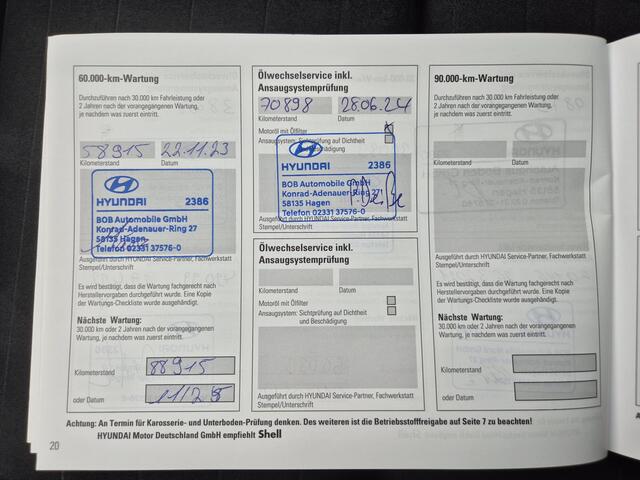 60.000-km-Wartung
Durchzuführen nach 30.000 km Fahrleistung oder
2 Jahren nach der vorangegangenen Wartung,
je nachdem was zuerst eintritt.
58915 22.11.23
Kilometerstand Datum
HYUNDAI 2386
BOB Automobile GmbH
Konrad-Adenauer-Ring 27
58135 Hagen
Telefon 02331 37576-0
Ausgeführt durch HYUNDAI Service-Partner, Fachwerkstatt
Stempel/Unterschrift
Es wird bestätigt, dass die Wartung fachgerecht nach
Herstellervorgaben durchgeführt wurde. Eine Kopie
der Wartungs-Checkliste wurde ausgehändigt.
Nächste Wartung:
30.000 km oder 2 Jahre nach der vorangegangenen
Wartung, je nachdem was zuerst eintritt.
Kilometerstand 88915
oder Datum 11/25
Ölwechselservice inkl.
Ansaugsystemprüfung
70898 28.06.24
Kilometerstand Datum
Motoröl mit Ölfilter
Ansaugsystem: Sichtprüfung auf Dichtheit
und Beschädigung
HYUNDAI 2386
BOB Automobile GmbH
Konrad-Adenauer-Ring 27
58135 Hagen
Telefon 02331 37576-0
Ausgeführt durch HYUNDAI Service-Partner, Fachwerkstatt
Stempel/Unterschrift
Ölwechselservice inkl.
Ansaugsystemprüfung
Kilometerstand Datum
Motoröl mit Ölfilter
Ansaugsystem: Sichtprüfung auf Dichtheit
und Beschädigung
Ausgeführt durch HYUNDAI Service-Partner, Fachwerkstatt
Stempel/Unterschrift
90.000-km-Wartung
Durchzuführen nach 30.000 km Fahrleistung oder
2 Jahren nach der vorangegangenen Wartung,
je nachdem was zuerst eintritt.
Kilometerstand Datum
Ausgeführt durch HYUNDAI Service-Partner, Fachwerkstatt
Stempel/Unterschrift
Es wird bestätigt, dass die Wartung fachgerecht nach
Herstellervorgaben durchgeführt wurde. Eine Kopie
der Wartungs-Checkliste wurde ausgehändigt.
Nächste Wartung:
30.000 km oder 2 Jahre nach der vorangegangenen
Wartung, je nachdem was zuerst eintritt.
Kilometerstand
oder Datum
Achtung: An Termin für Karosserie- und Unterboden-Prüfung denken. Des weiteren ist die Betriebsstofffreigabe auf Seite 7 zu beachten!
HYUNDAI Motor Deutschland GmbH empfiehlt Shell
20